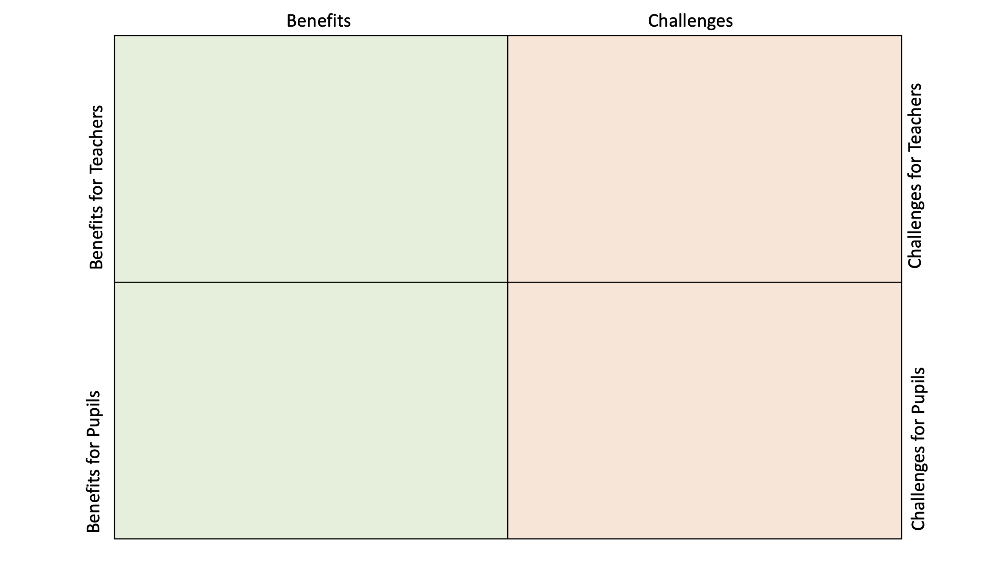 Benefits
Challenges
Benefits for Teachers
Challenges for Teachers
Benefits for Pupils
Challenges for Pupils